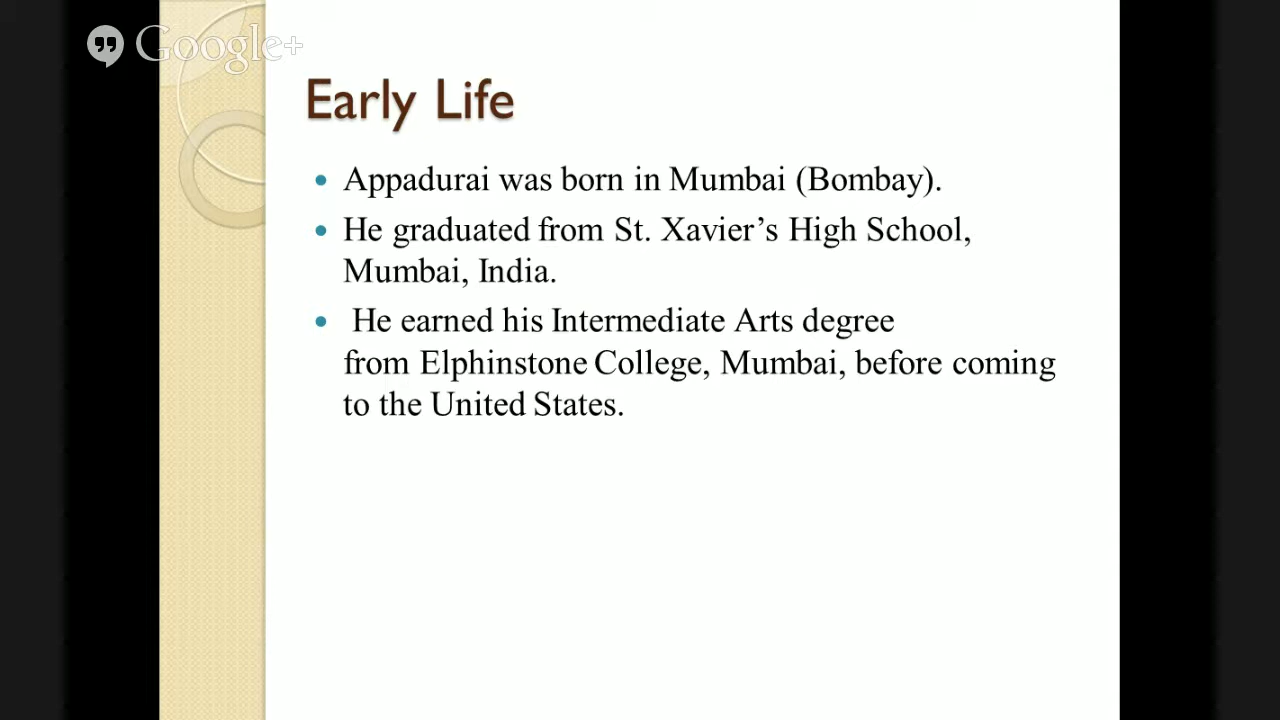 Google+
Early Life
• Appadurai was born in Mumbai (Bombay).
• He graduated from St. Xavier’s High School,
Mumbai, India.
• He earned his Intermediate Arts degree
from Elphinstone College, Mumbai, before coming
to the United States.